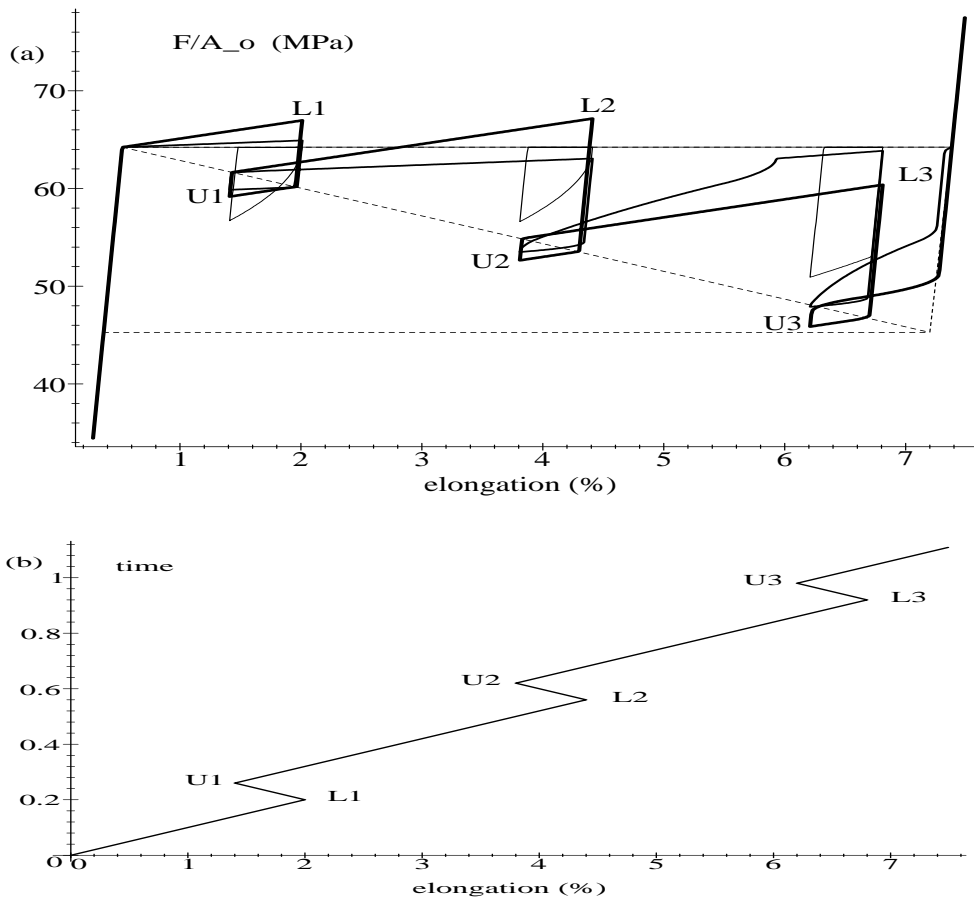 (a)
F/A_o (MPa)
70
60
50
40
L1
L2
L3
U1
U2
U3
1 2 3 4 5 6 7
elongation (%)
(b)
time
1
0.8
0.6
0.4
0.2
0
U3
L3
U2
L2
U1
L1
0 1 2 3 4 5 6 7
elongation (%)